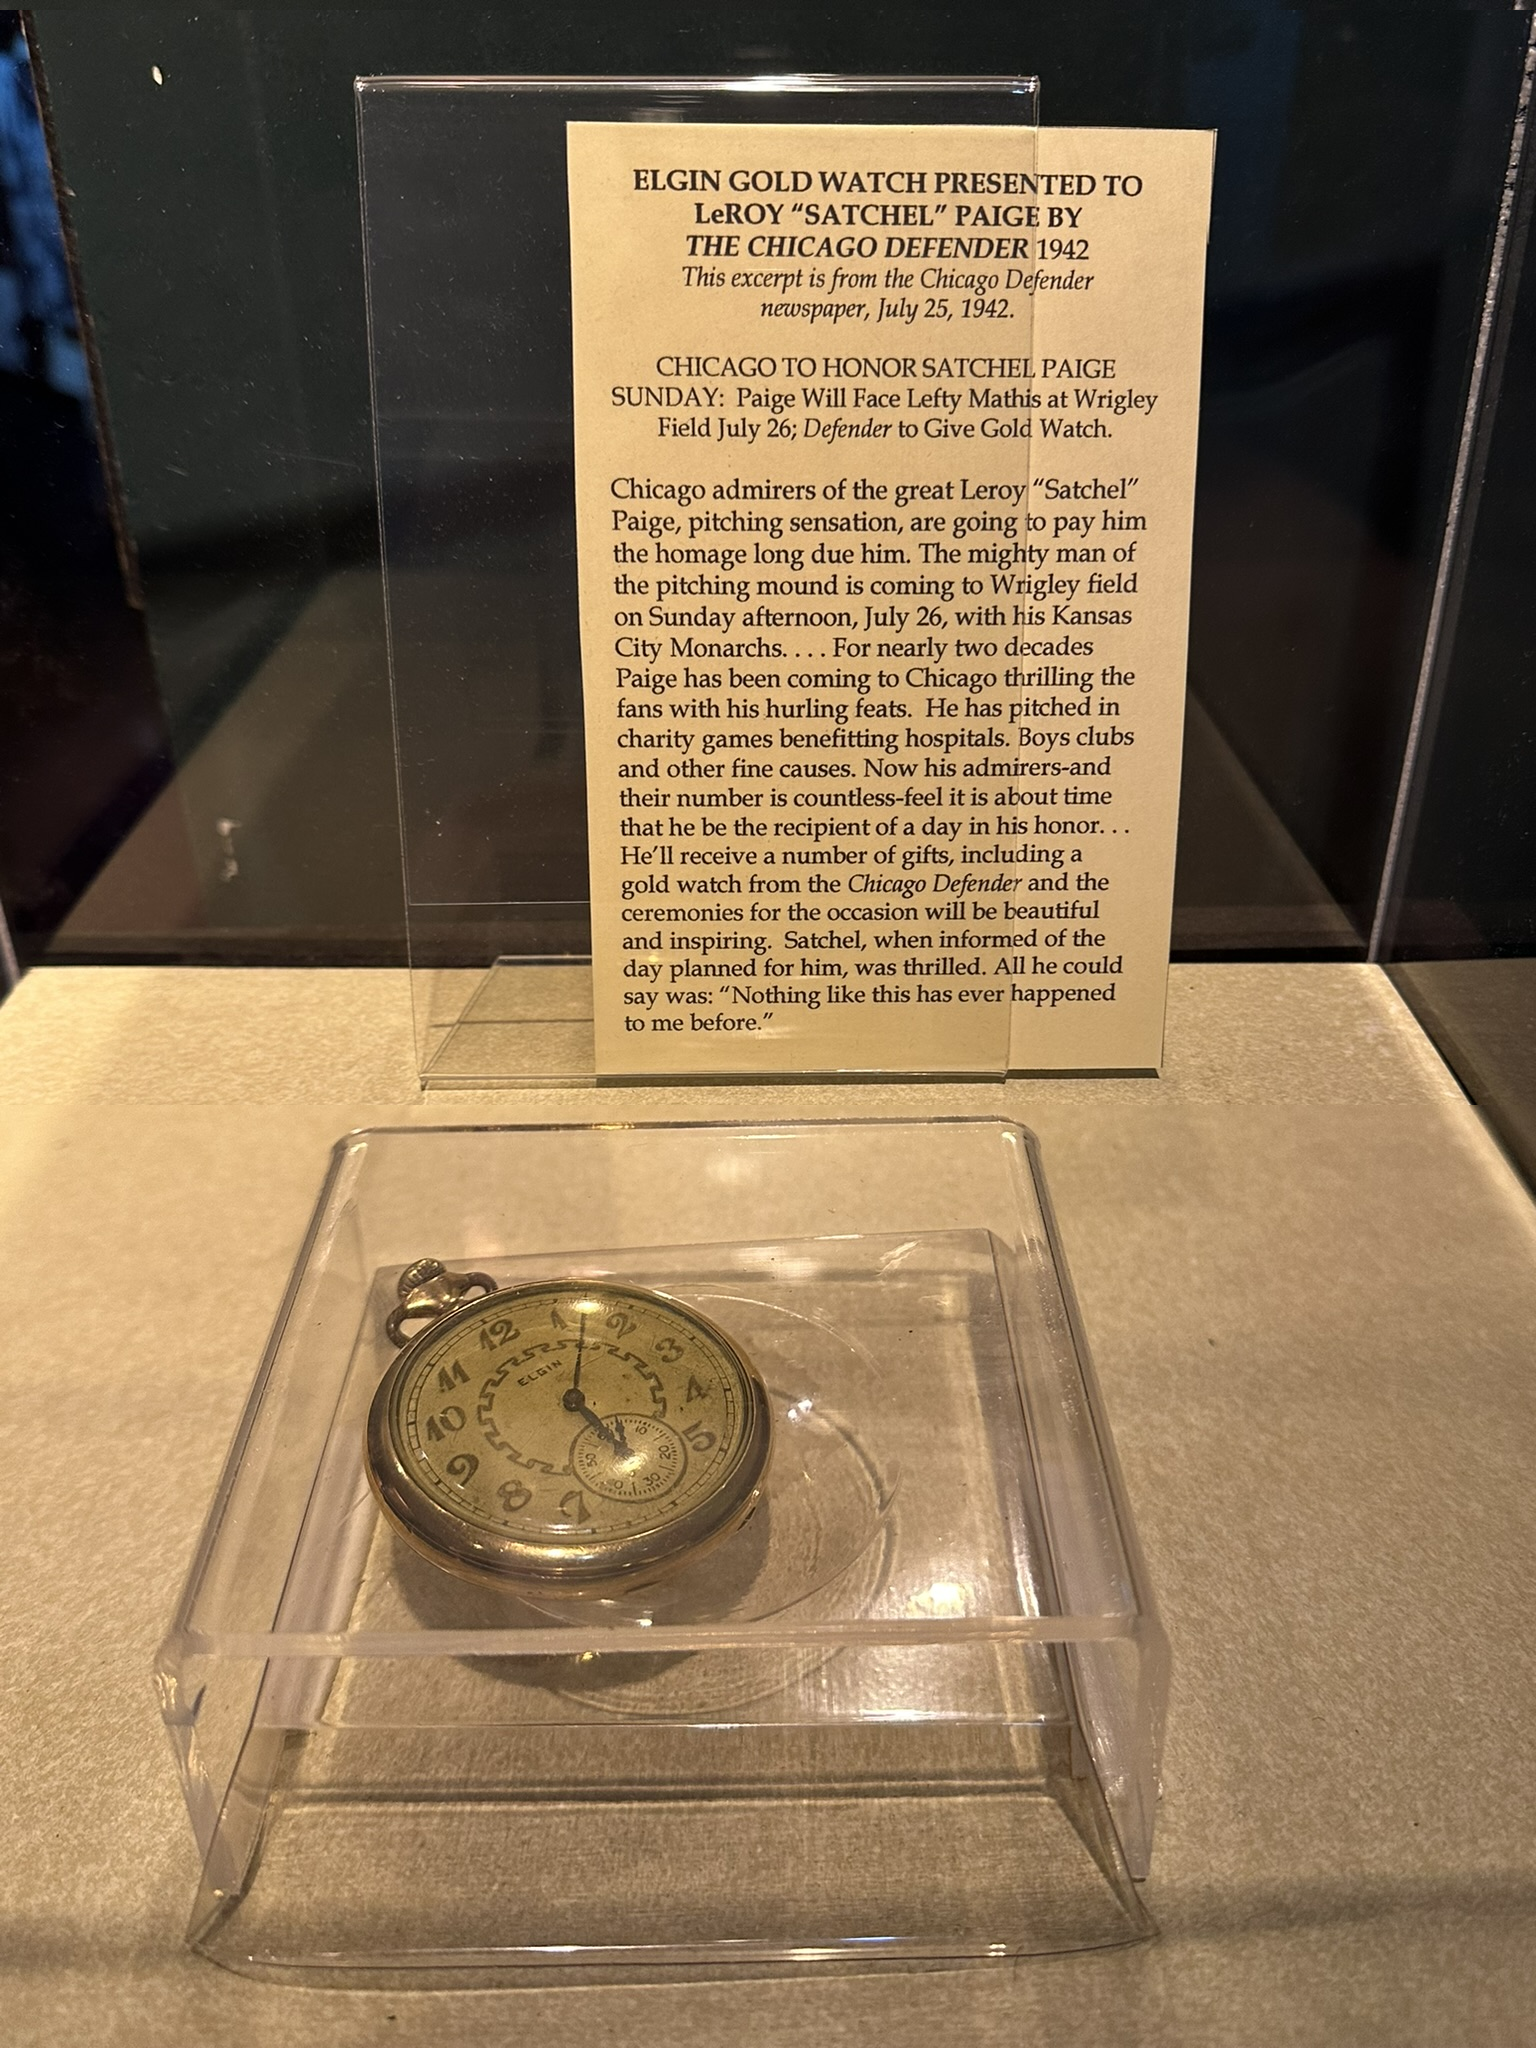 ELGIN GOLD WATCH PRESENTED TO
LeROY “SATCHEL” PAIGE BY
THE CHICAGO DEFENDER 1942
This excerpt is from the Chicago Defender
newspaper, July 25, 1942.
CHICAGO TO HONOR SATCHEL PAIGE
SUNDAY: Paige Will Face Lefty Mathis at Wrigley
Field July 26; Defender to Give Gold Watch.
Chicago admirers of the great Leroy “Satchel”
Paige, pitching sensation, are going to pay him
the homage long due him. The mighty man of
the pitching mound is coming to Wrigley field
on Sunday afternoon, July 26, with his Kansas
City Monarchs. . . . For nearly two decades
Paige has been coming to Chicago thrilling the
fans with his hurling feats. He has pitched in
charity games benefitting hospitals. Boys clubs
and other fine causes. Now his admirers-and
their number is countless-feel it is about time
that he be the recipient of a day in his honor. . .
He’ll receive a number of gifts, including a
gold watch from the Chicago Defender and the
ceremonies for the occasion will be beautiful
and inspiring. Satchel, when informed of the
day planned for him, was thrilled. All he could
say was: “Nothing like this has ever happened
to me before.”
12 1 2 3 4 5 7 8 9 10 11
ELGIN
10 20 30 50